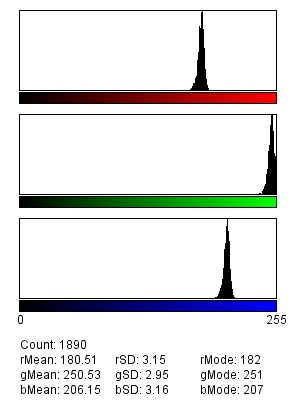 0 255
Count: 1890
rMean: 180.51 rSD: 3.15 rMode: 182
gMean: 250.53 gSD: 2.95 gMode: 251
bMean: 206.15 bSD: 3.16 bMode: 207